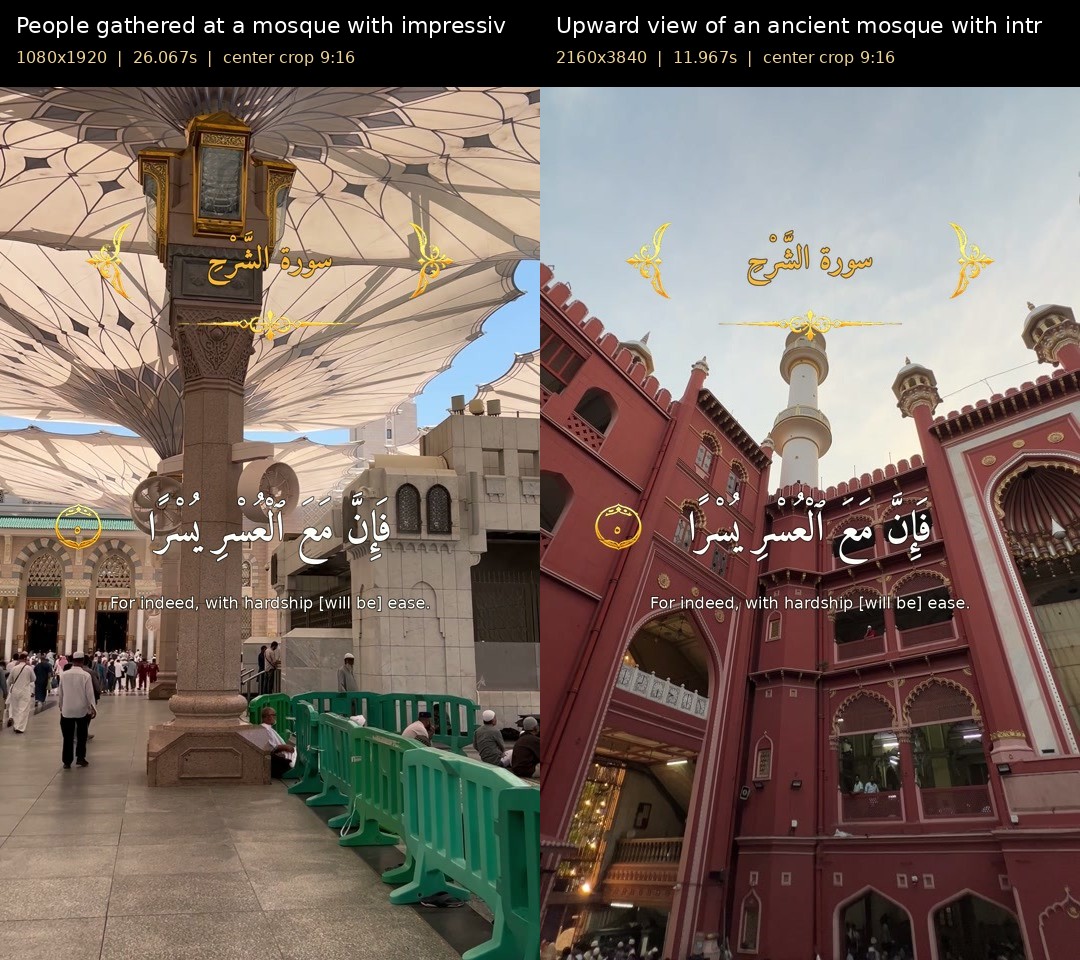 People gathered at a mosque with impressiv
1080x1920 | 26.067s | center crop 9:16
سورة الشَّرْحِ
فَإِنَّ مَعَ ٱلْعُسْرِ يُسْرًا ٥
For indeed, with hardship [will be] ease.
Upward view of an ancient mosque with intr
2160x3840 | 11.967s | center crop 9:16
سورة الشَّرْحِ
فَإِنَّ مَعَ ٱلْعُسْرِ يُسْرًا ٥
For indeed, with hardship [will be] ease.